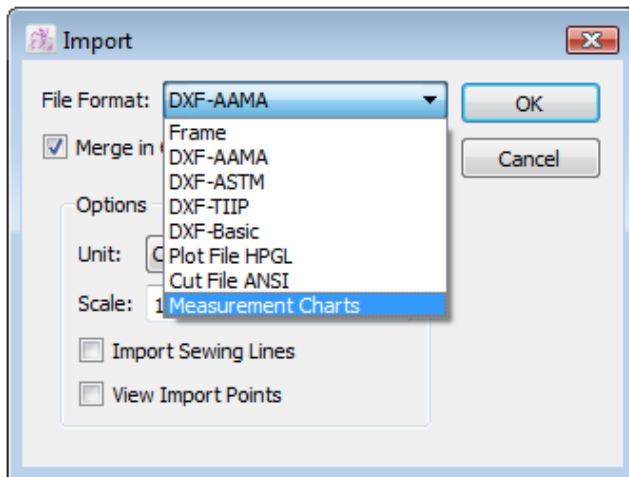 Import
File Format: DXF-AAMA
OK
Frame
Merge in
DXF-AAMA
Cancel
DXF-ASTM
Options
DXF-TIIP
DXF-Basic
Unit:
Plot File HPGL
Cut File ANSI
Scale: 1
Measurement Charts
Import Sewing Lines
View Import Points